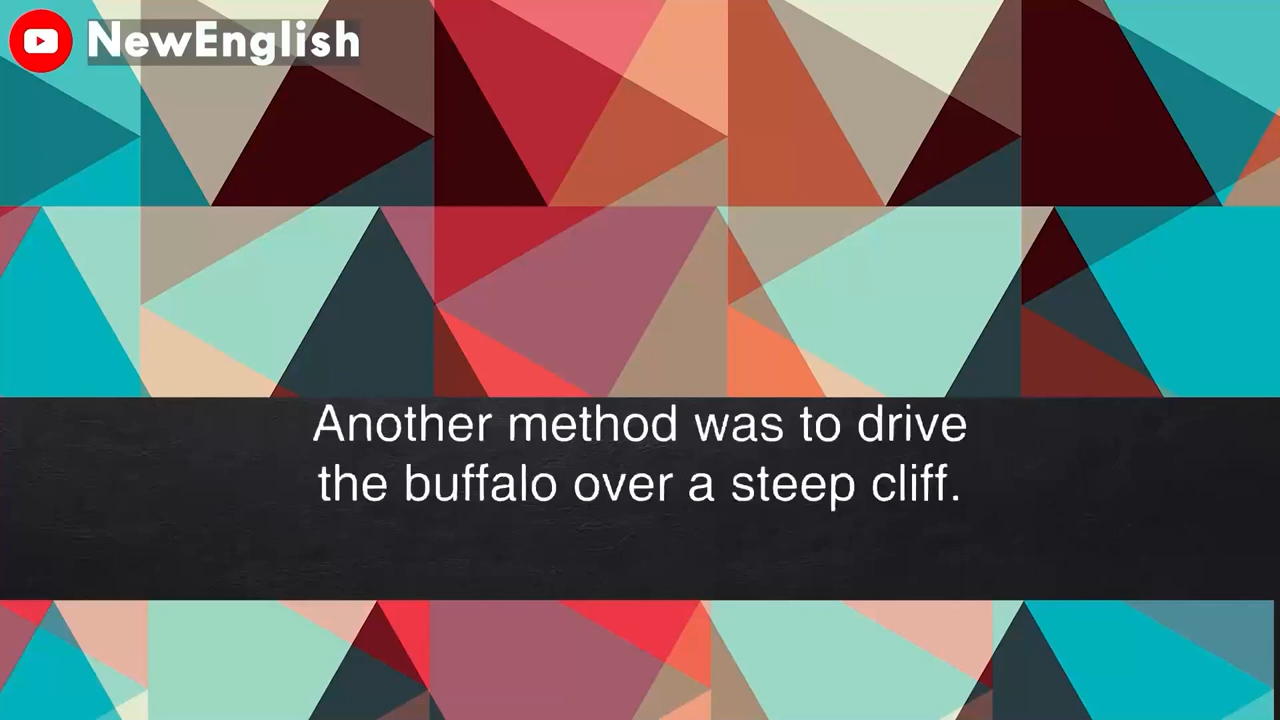 NewEnglish
Another method was to drive
the buffalo over a steep cliff.